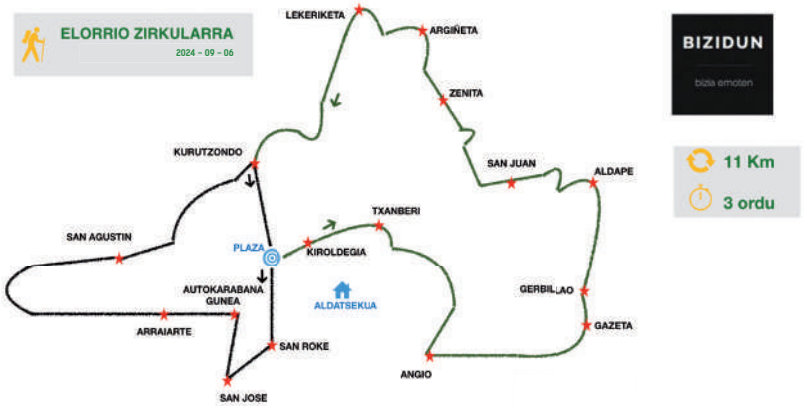 ELORRIO ZIRKULARRA
2024 - 09 - 06
LEKERIKETA
ARGIÑETA
BIZIDUN
bizia emoten
ZENITA
KURUTZONDO
SAN JUAN
ALDAPE
11 Km
3 ordu
TXANBERI
SAN AGUSTIN
PLAZA
KIROLDEGIA
AUTOKARABANA
GUNEA
ALDATSEKUA
GERBILLAO
ARRAIARTE
GAZETA
SAN ROKE
ANGIO
SAN JOSE